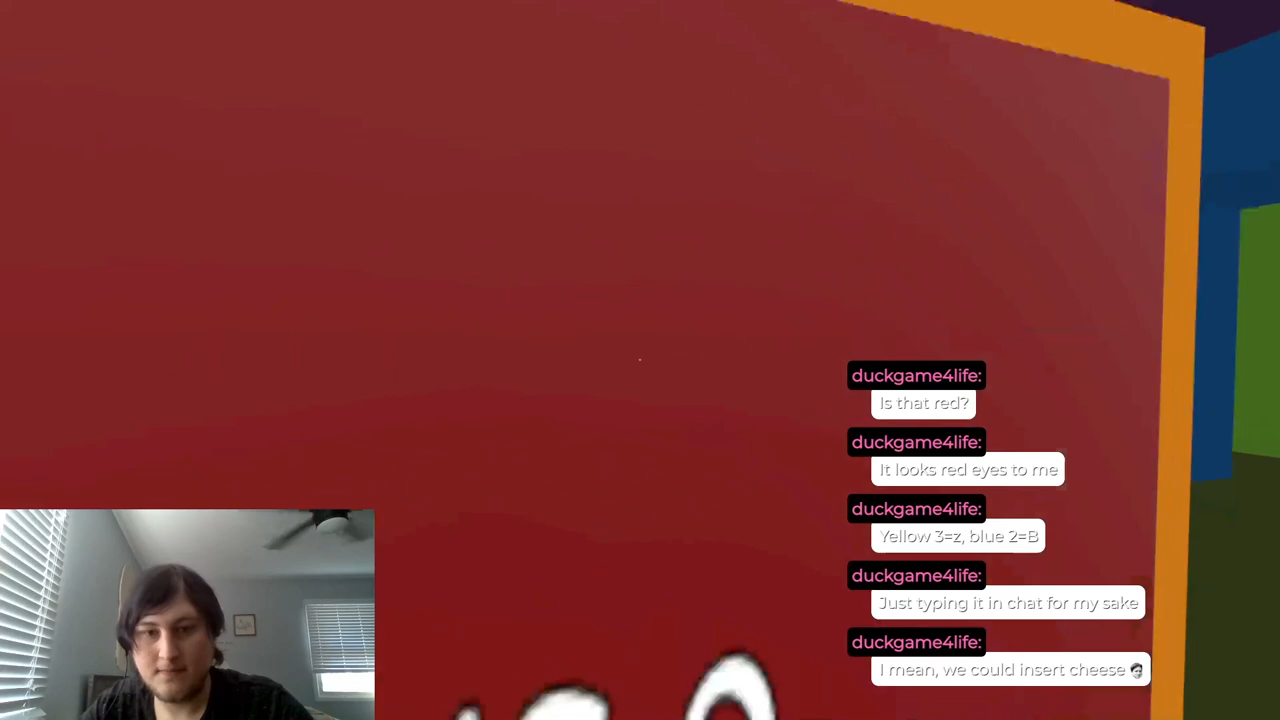 duckgame4life:
Is that red?
duckgame4life:
It looks red eyes to me
duckgame4life:
Yellow 3=z, blue 2=B
duckgame4life:
Just typing it in chat for my sake
duckgame4life:
I mean, we could insert cheese